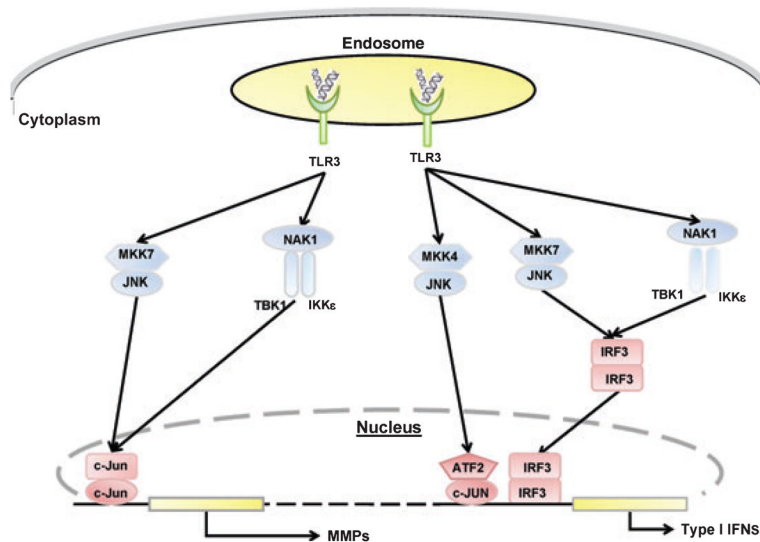 Endosome
Cytoplasm
TLR3
TLR3
MKK7
JNK
NAK1
TBK1
IKKε
MKK4
JNK
MKK7
JNK
NAK1
TBK1
IKKε
IRF3
IRF3
Nucleus
c-Jun
c-Jun
ATF2
c-JUN
IRF3
IRF3
MMPs
Type I IFNs